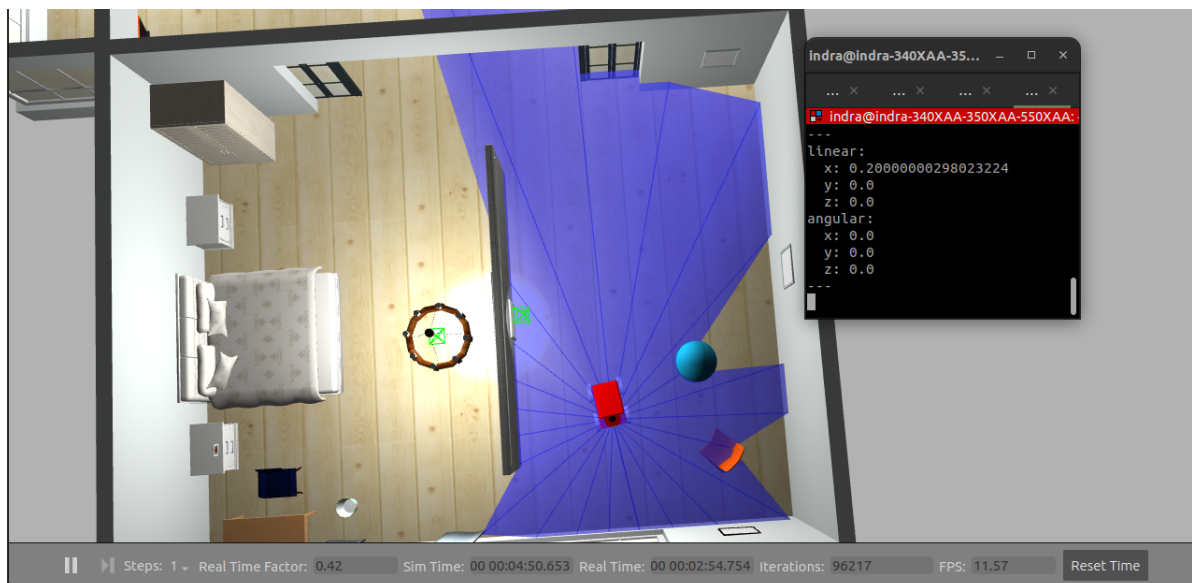 indra@indra-340XAA-35...
... × ... × ... × ... ×
indra@indra-340XAA-350XAA-550XAA:
---
linear:
x: 0.20000000298023224
y: 0.0
z: 0.0
angular:
x: 0.0
y: 0.0
z: 0.0
---
Steps: 1 Real Time Factor: 0.42 Sim Time: 00 00:04:50.653 Real Time: 00 00:02:54.754 Iterations: 96217 FPS: 11.57 Reset Time